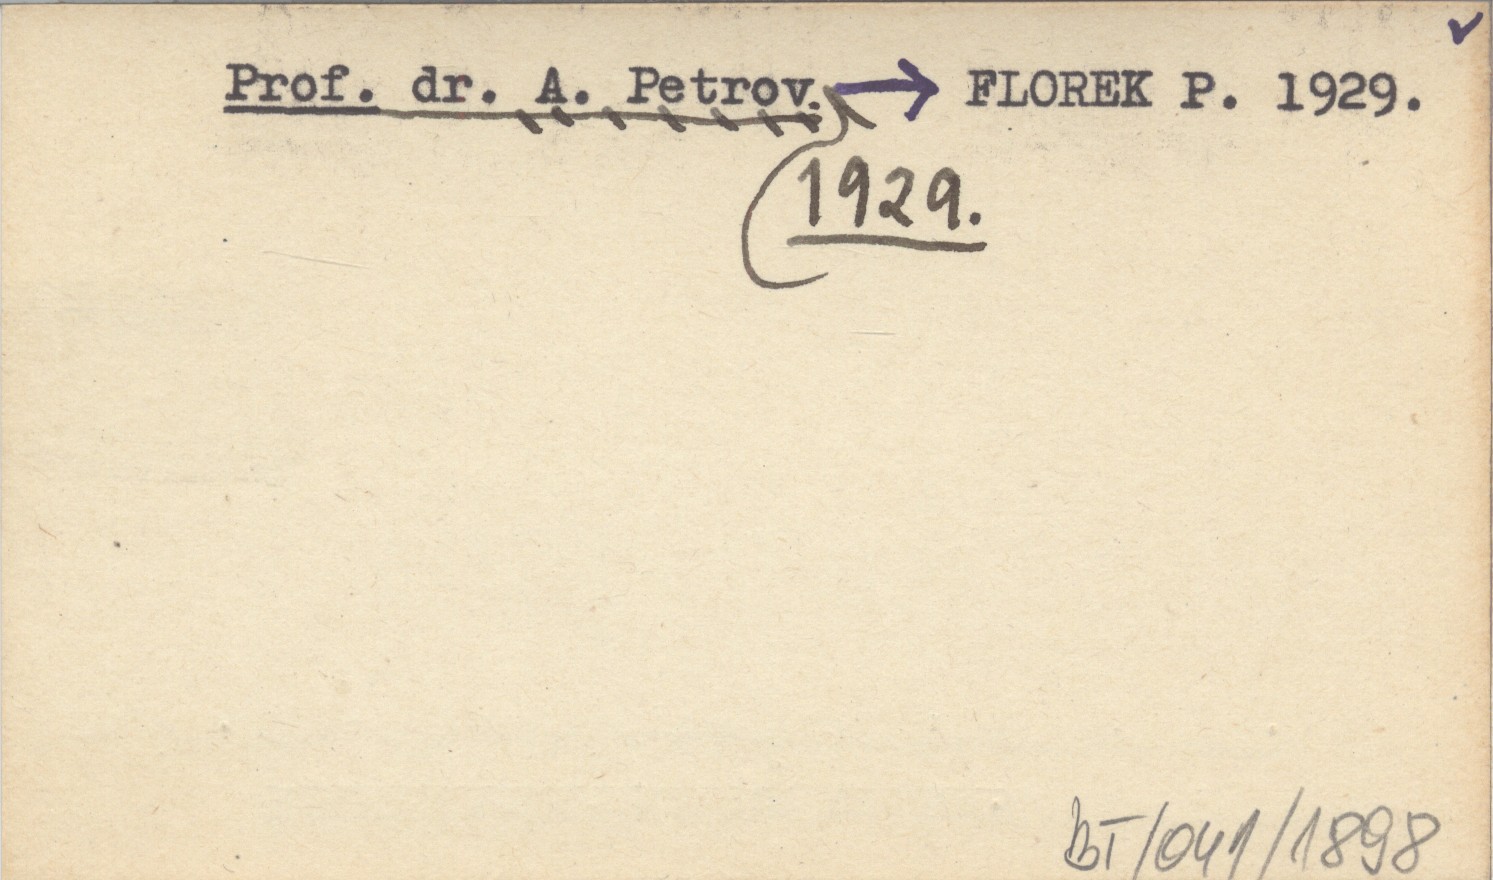 Prof. dr. A. Petrov. → FLOREK P. 1929.
1929.
BT/041/1898